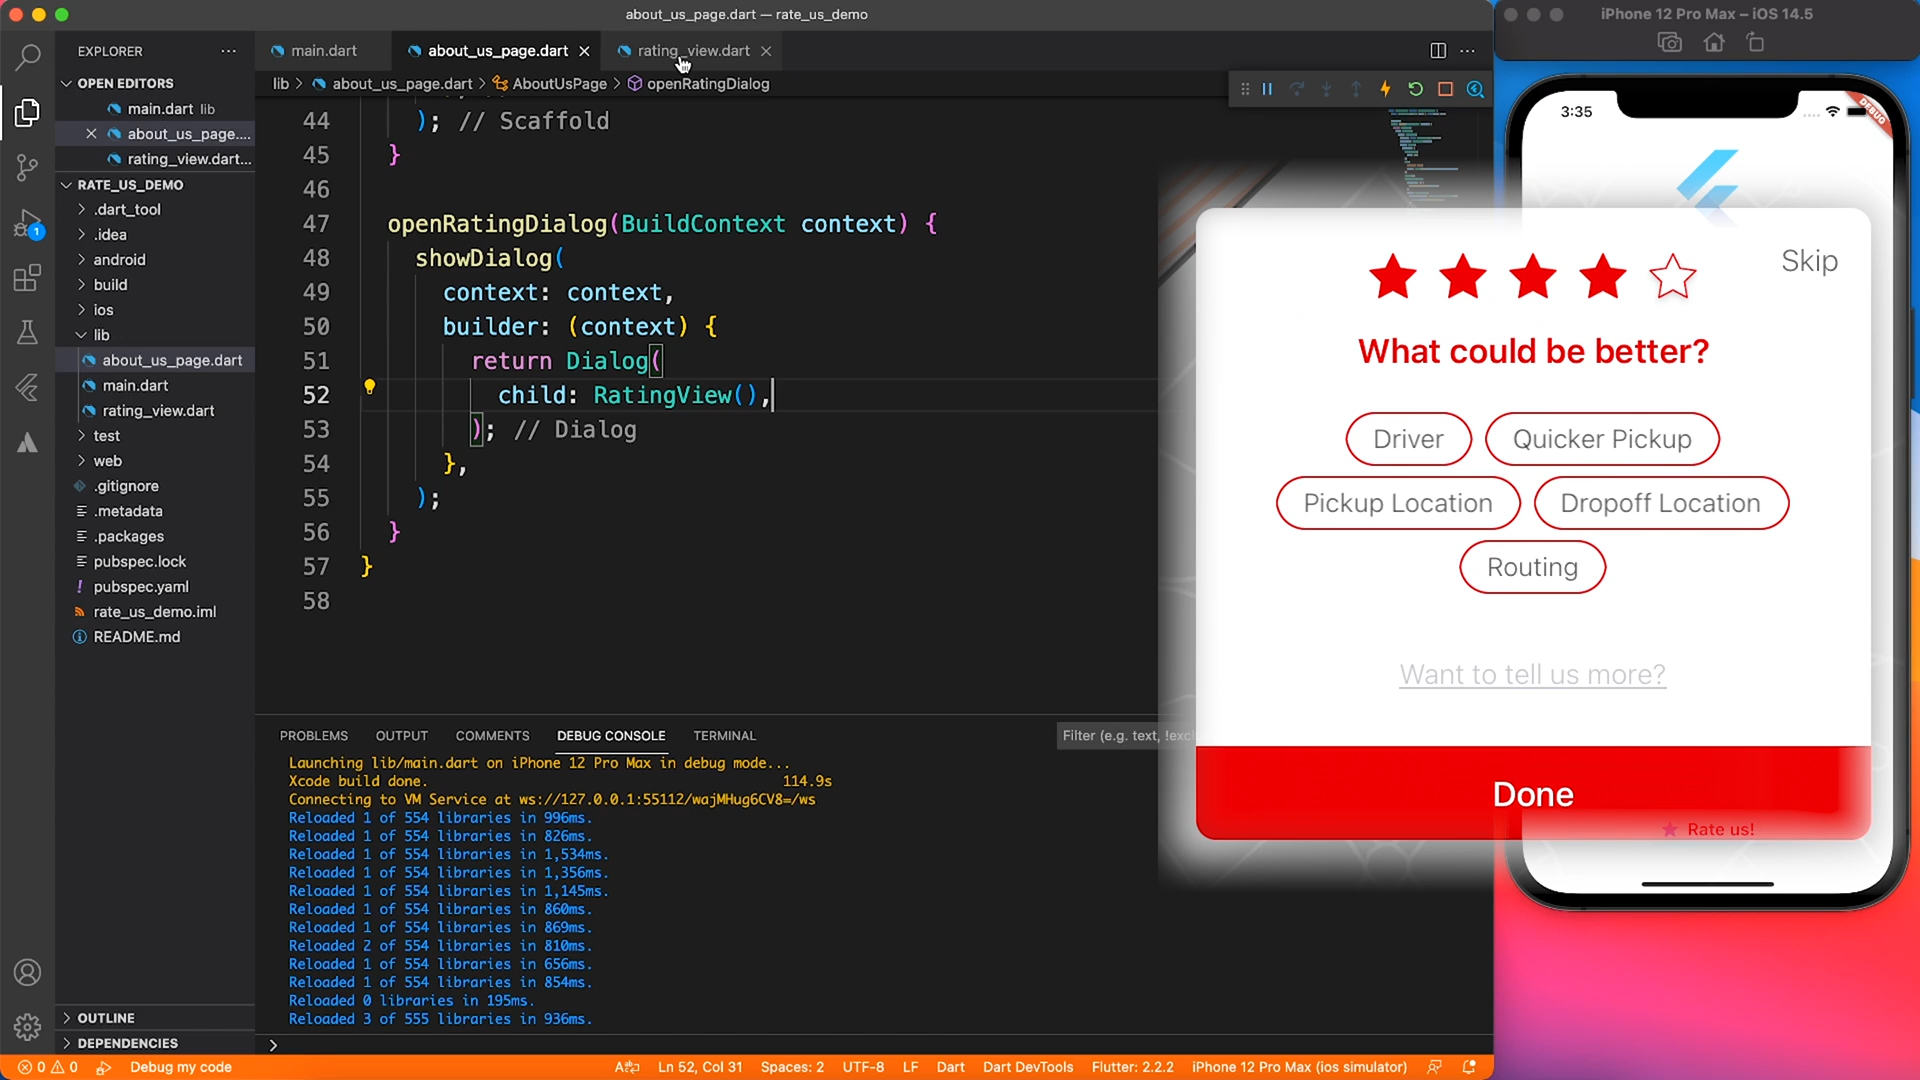 about_us_page.dart — rate_us_demo
iPhone 12 Pro Max – iOS 14.5
EXPLORER
main.dart
about_us_page.dart
rating_view.dart
OPEN EDITORS
main.dart lib
about_us_page....
rating_view.dart...
RATE_US_DEMO
.dart_tool
.idea
android
build
ios
lib
about_us_page.dart
main.dart
rating_view.dart
test
web
.gitignore
.metadata
.packages
pubspec.lock
pubspec.yaml
rate_us_demo.iml
README.md
OUTLINE
DEPENDENCIES
1
lib > about_us_page.dart > AboutUsPage > openRatingDialog
44 ); // Scaffold
45 }
46
47 openRatingDialog(BuildContext context) {
48 showDialog(
49 context: context,
50 builder: (context) {
51 return Dialog(
52 child: RatingView(),
53 ); // Dialog
54 },
55 );
56 }
57 }
58
PROBLEMS OUTPUT COMMENTS DEBUG CONSOLE TERMINAL
Filter (e.g. text, !excl
Launching lib/main.dart on iPhone 12 Pro Max in debug mode...
Xcode build done. 114.9s
Connecting to VM Service at ws://127.0.0.1:55112/wajMHug6CV8=/ws
Reloaded 1 of 554 libraries in 996ms.
Reloaded 1 of 554 libraries in 826ms.
Reloaded 1 of 554 libraries in 1,534ms.
Reloaded 1 of 554 libraries in 1,356ms.
Reloaded 1 of 554 libraries in 1,145ms.
Reloaded 1 of 554 libraries in 860ms.
Reloaded 1 of 554 libraries in 869ms.
Reloaded 2 of 554 libraries in 810ms.
Reloaded 1 of 554 libraries in 656ms.
Reloaded 1 of 554 libraries in 854ms.
Reloaded 0 libraries in 195ms.
Reloaded 3 of 555 libraries in 936ms.
3:35
DEBUG
Skip
What could be better?
Driver
Quicker Pickup
Pickup Location
Dropoff Location
Routing
Want to tell us more?
Done
Rate us!
0 0 Debug my code
Ln 52, Col 31 Spaces: 2 UTF-8 LF Dart Dart DevTools Flutter: 2.2.2 iPhone 12 Pro Max (ios simulator)